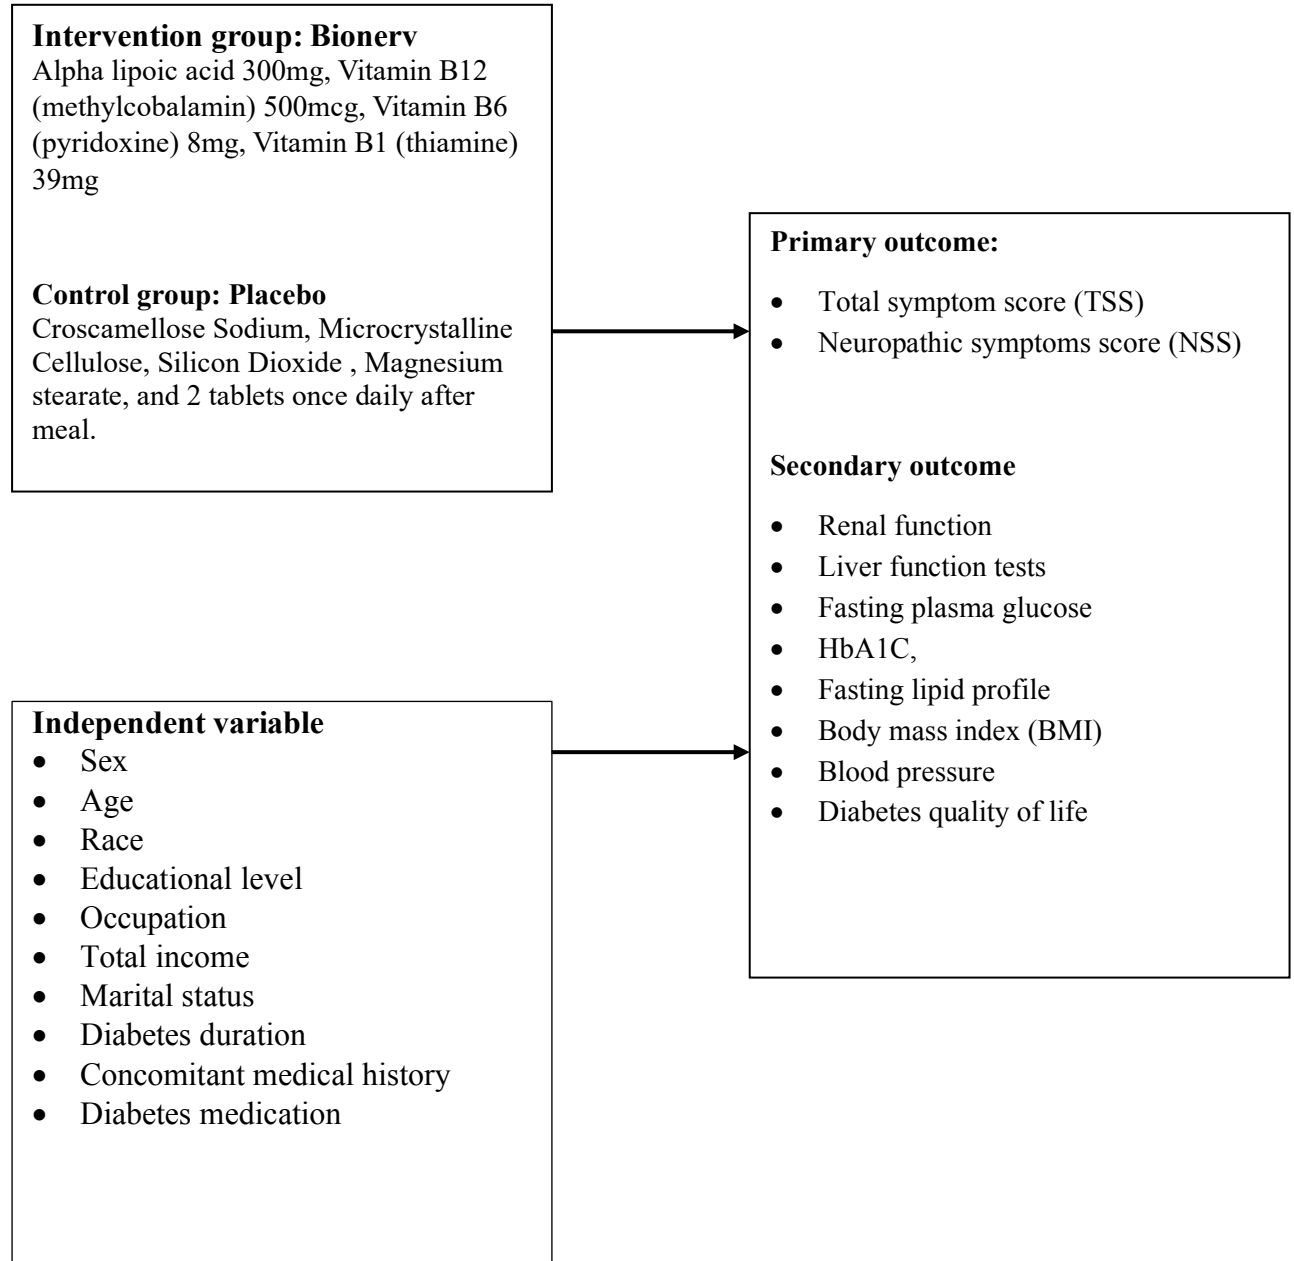 Intervention group: Bionerv
Alpha lipoic acid 300mg, Vitamin B12
(methylcobalamin) 500mcg, Vitamin B6
(pyridoxine) 8mg, Vitamin B1 (thiamine)
39mg
Control group: Placebo
Croscamellose Sodium, Microcrystalline
Cellulose, Silicon Dioxide , Magnesium
stearate, and 2 tablets once daily after
meal.
Primary outcome:
• Total symptom score (TSS)
• Neuropathic symptoms score (NSS)
Secondary outcome
• Renal function
• Liver function tests
• Fasting plasma glucose
• HbA1C,
• Fasting lipid profile
• Body mass index (BMI)
• Blood pressure
• Diabetes quality of life
Independent variable
• Sex
• Age
• Race
• Educational level
• Occupation
• Total income
• Marital status
• Diabetes duration
• Concomitant medical history
• Diabetes medication